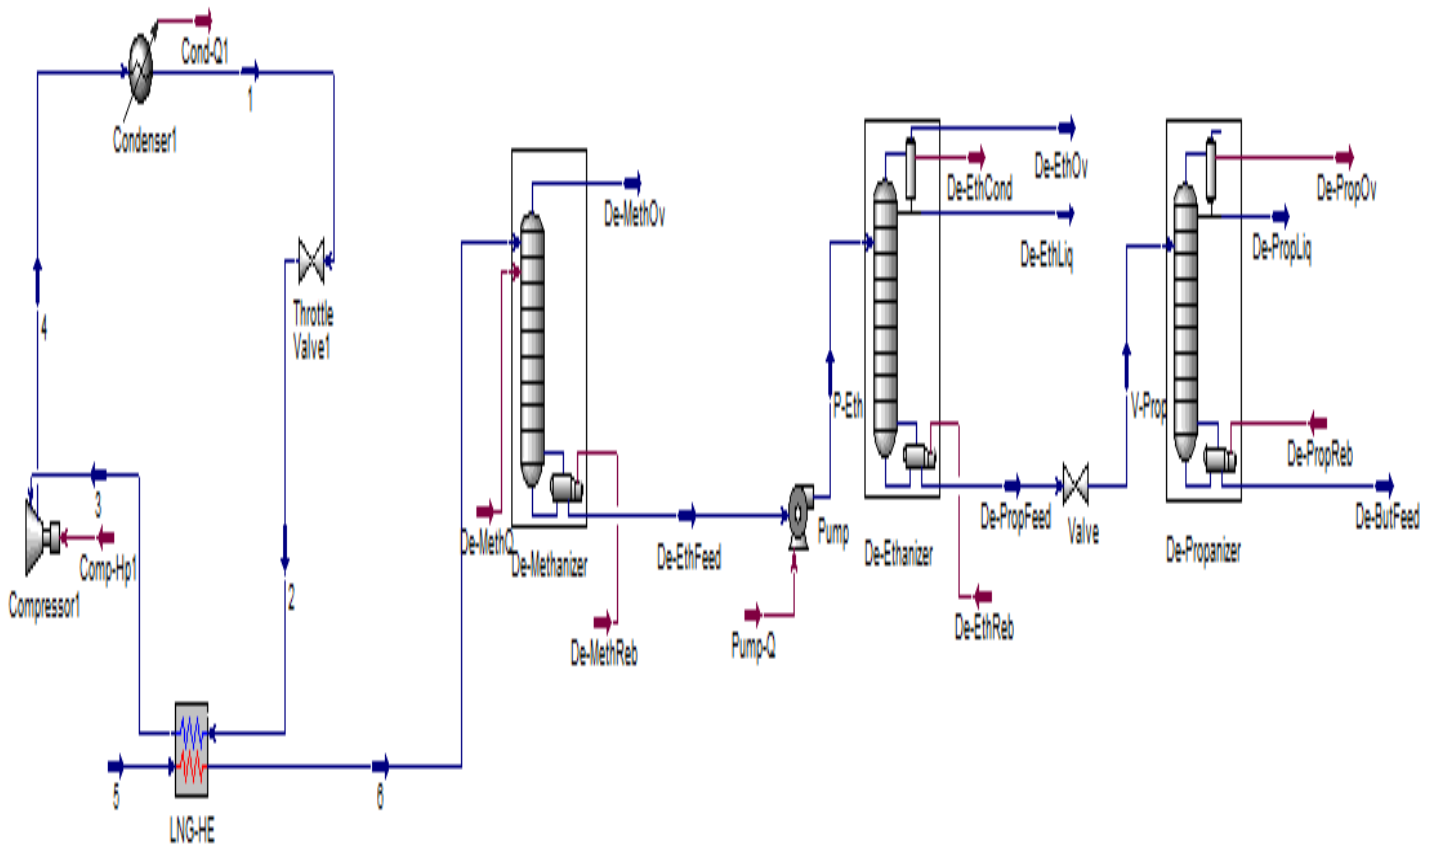 Cond-Q1
1
Condenser1
De-EthOv
De-EthCond
De-PropOv
De-MethOv
De-EthLiq
De-PropLiq
4
Throttle
Valve1
P-Eth
V-Prop
De-PropReb
3
Comp-Hp1
Compressor1
2
De-MethQ
De-Methanizer
De-EthFeed
Pump
De-Ethanizer
De-PropFeed
Valve
De-Propanizer
De-ButFeed
De-MethReb
Pump-Q
De-EthReb
5
6
LNG-HE